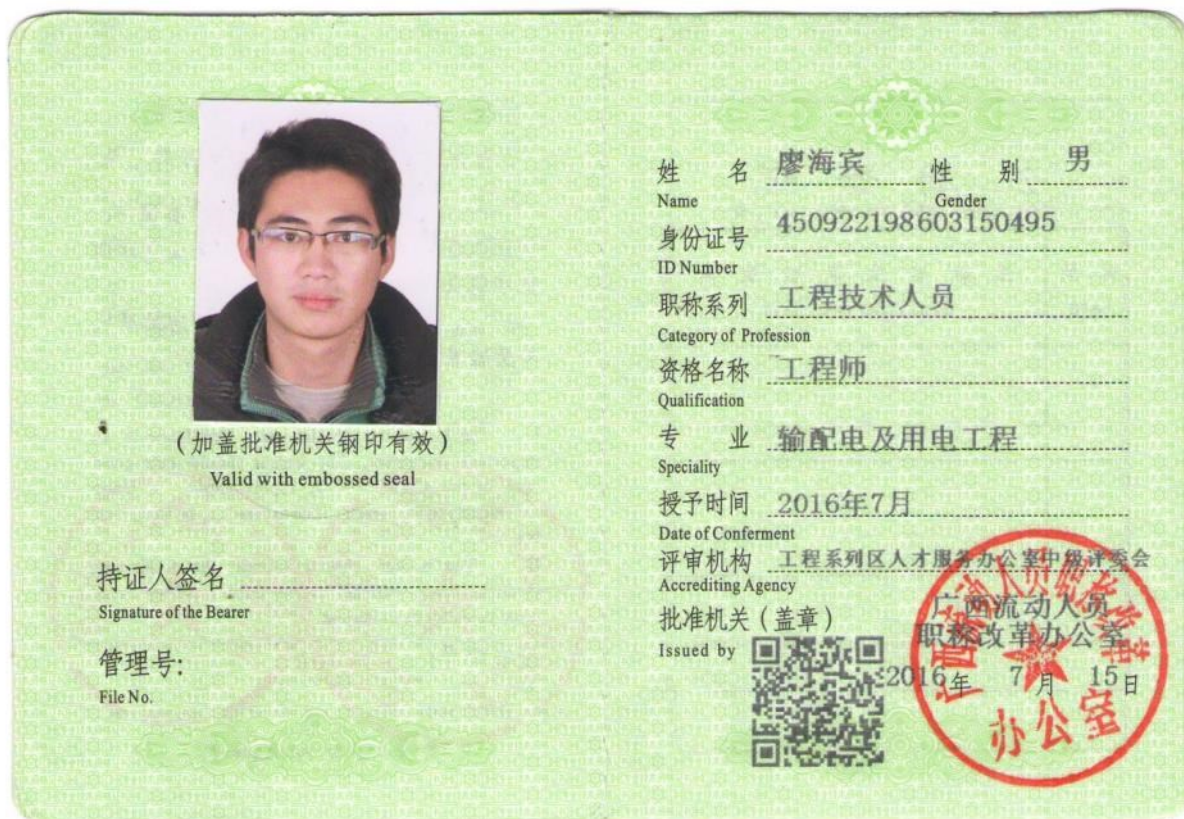 (加盖批准机关钢印有效)
Valid with embossed seal
持证人签名
Signature of the Bearer
管理号:
File No.
姓 名 廖海宾 性 别 男
Name Gender
身份证号 450922198603150495
ID Number
职称系列 工程技术人员
Category of Profession
资格名称 工程师
Qualification
专 业 输配电及用电工程
Speciality
授予时间 2016年7月
Date of Conferment
评审机构 工程系列区人才服务办公室中级评委会
Accrediting Agency
批准机关(盖章) 广西流动人员
职称改革办公室
Issued by
2016年 7月 15日
办公室